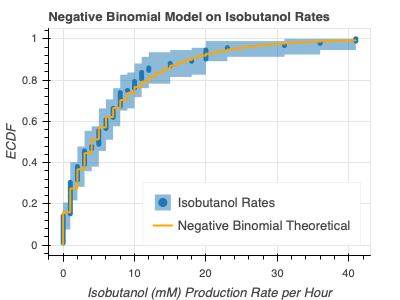 Negative Binomial Model on Isobutanol Rates
1
0.8
0.6
0.4
0.2
0
ECDF
Isobutanol Rates
Negative Binomial Theoretical
0 10 20 30 40
Isobutanol (mM) Production Rate per Hour